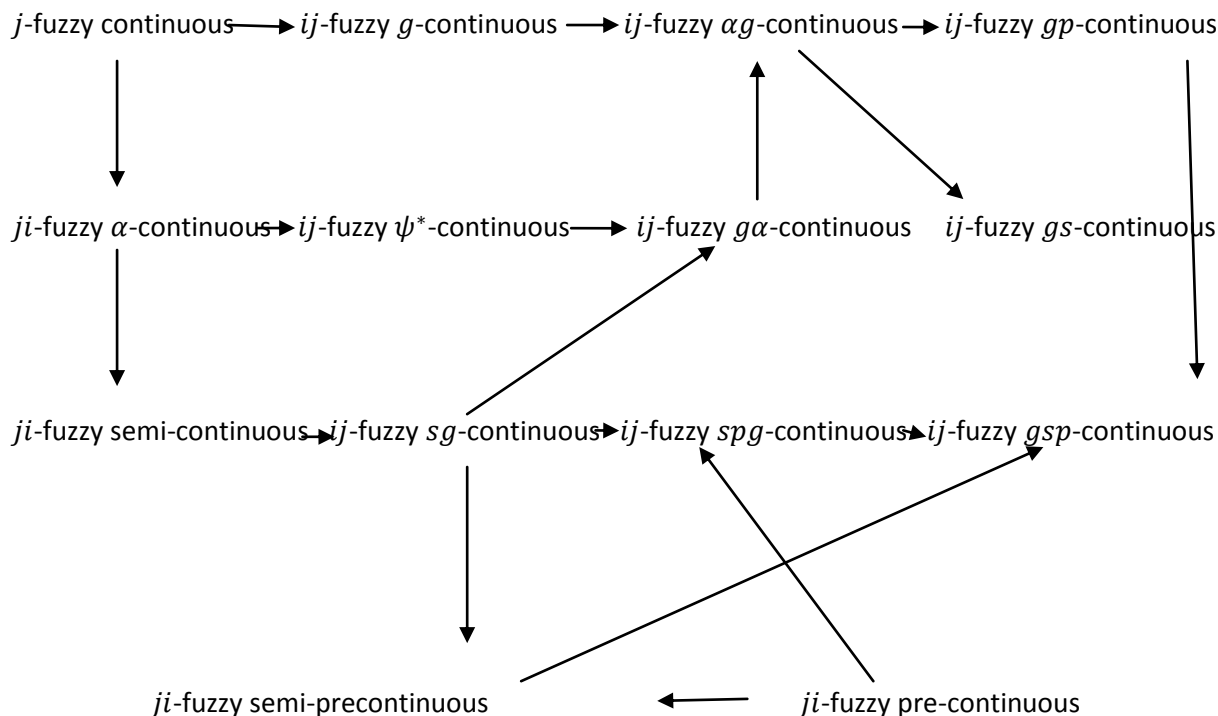 j-fuzzy continuous ij-fuzzy g-continuous ij-fuzzy αg-continuous ij-fuzzy gp-continuous
ji-fuzzy α-continuous ij-fuzzy ψ*-continuous ij-fuzzy gα-continuous ij-fuzzy gs-continuous
ji-fuzzy semi-continuous ij-fuzzy sg-continuous ij-fuzzy spg-continuous ij-fuzzy gsp-continuous
ji-fuzzy semi-precontinuous ji-fuzzy pre-continuous